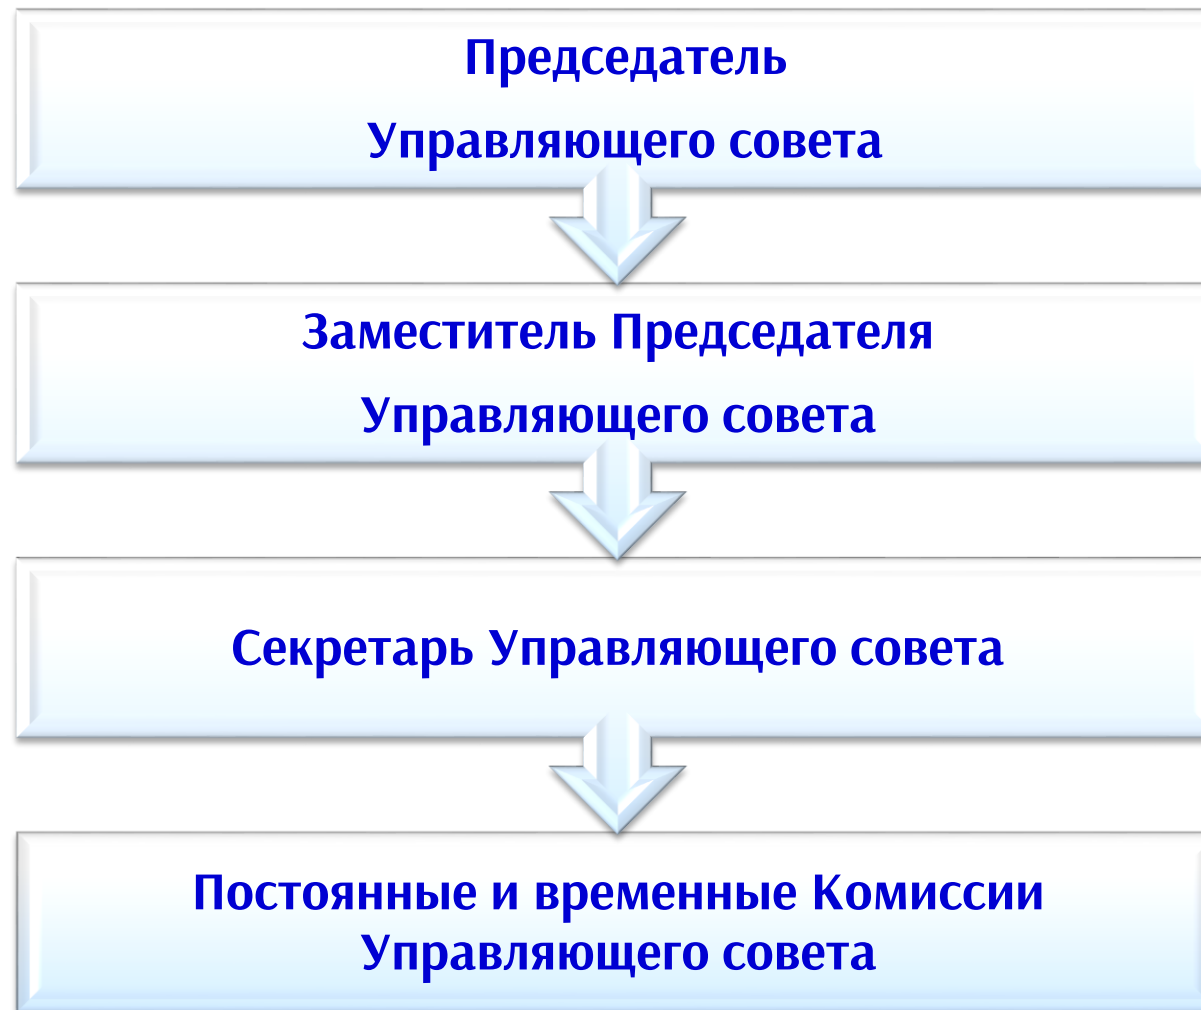 Председатель
Управляющего совета
Заместитель Председателя
Управляющего совета
Секретарь Управляющего совета
Постоянные и временные Комиссии
Управляющего совета